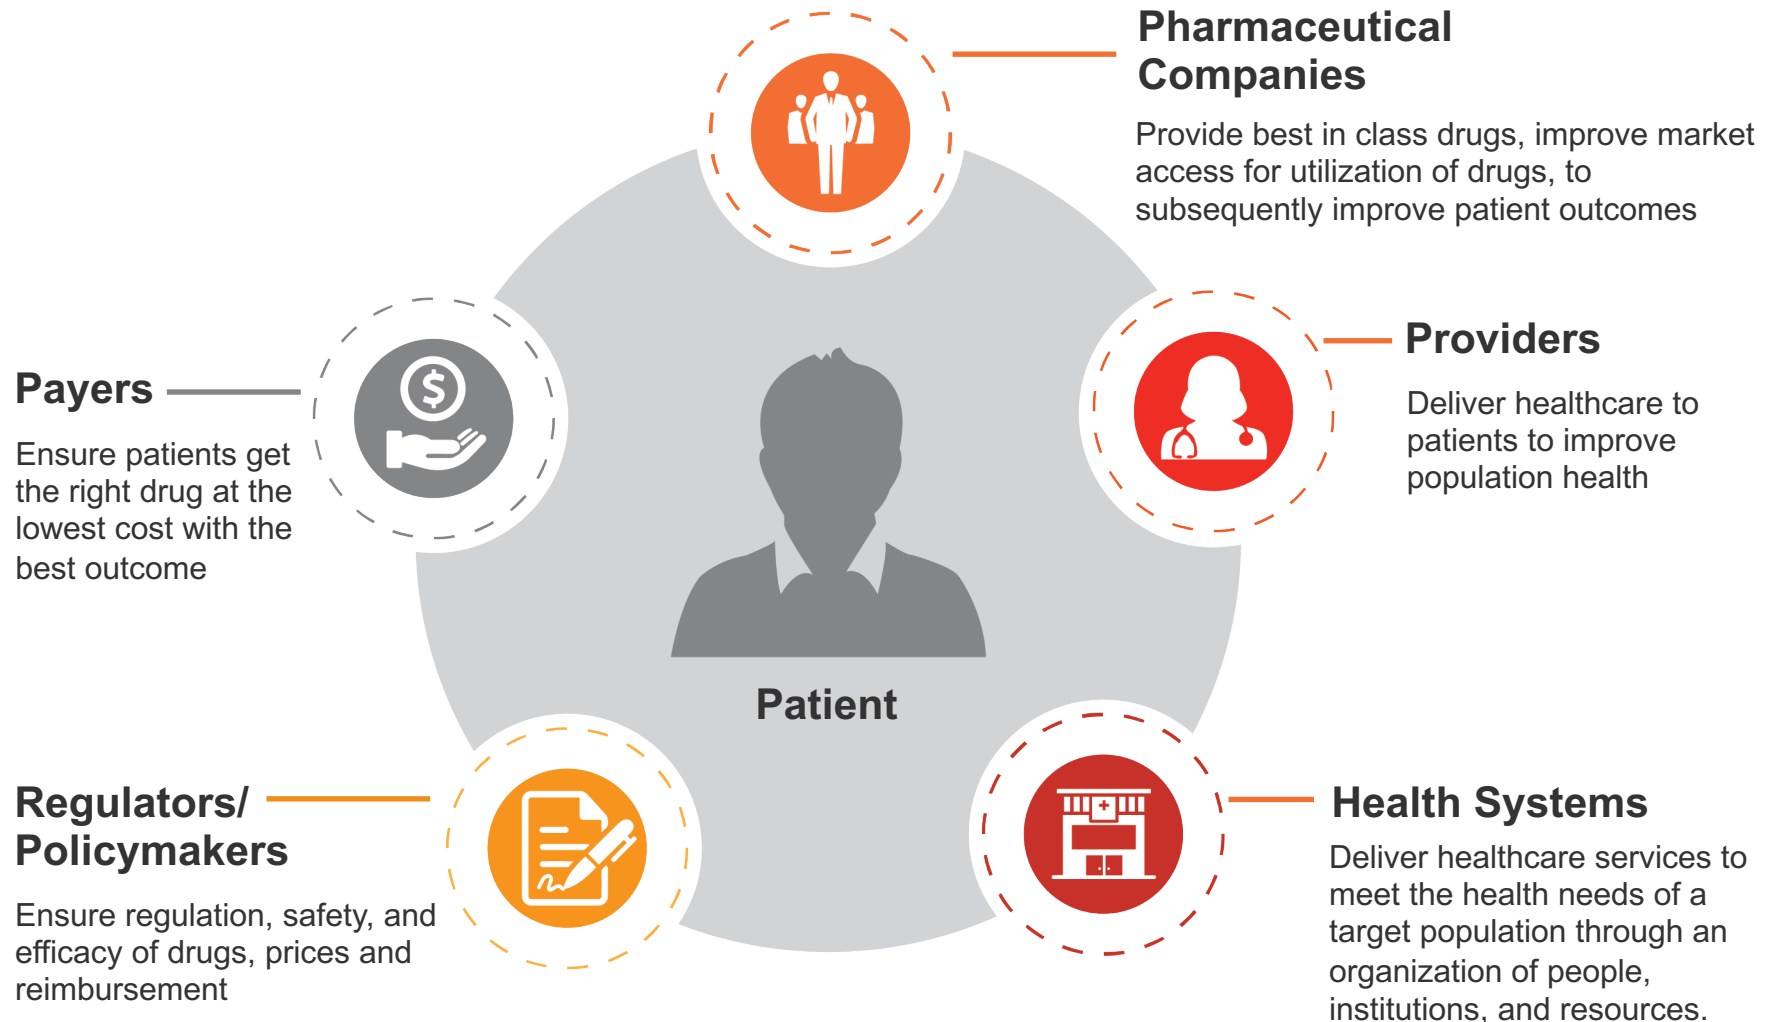 Pharmaceutical
Companies
Provide best in class drugs, improve market
access for utilization of drugs, to
subsequently improve patient outcomes
Providers
Deliver healthcare to
patients to improve
population health
Payers
$
Ensure patients get
the right drug at the
lowest cost with the
best outcome
Patient
Regulators/
Policymakers
Ensure regulation, safety, and
efficacy of drugs, prices and
reimbursement
Health Systems
Deliver healthcare services to
meet the health needs of a
target population through an
organization of people,
institutions, and resources.